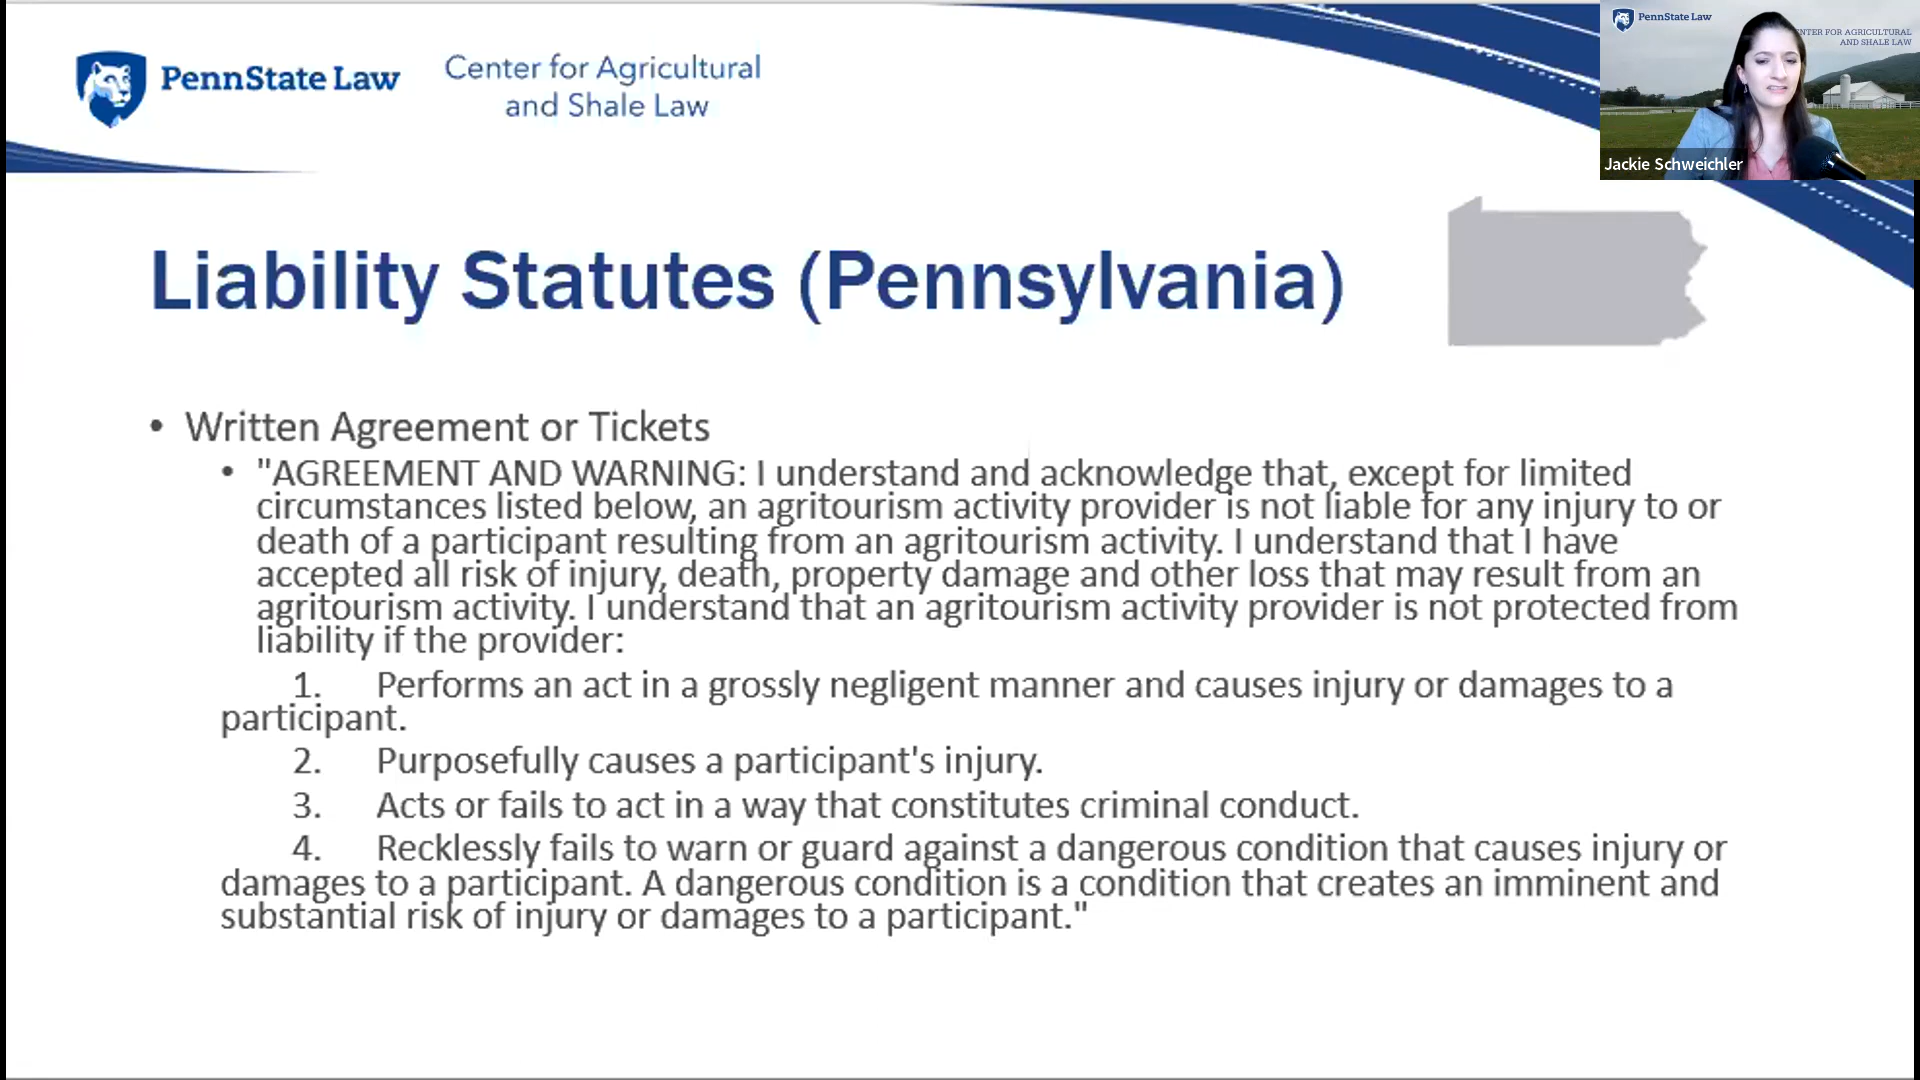 PennState Law
Center for Agricultural
and Shale Law
PennState Law
CENTER FOR AGRICULTURAL
AND SHALE LAW
Jackie Schweichler
Liability Statutes (Pennsylvania)
• Written Agreement or Tickets
• "AGREEMENT AND WARNING: I understand and acknowledge that, except for limited
circumstances listed below, an agritourism activity provider is not liable for any injury to or
death of a participant resulting from an agritourism activity. I understand that I have
accepted all risk of injury, death, property damage and other loss that may result from an
agritourism activity. I understand that an agritourism activity provider is not protected from
liability if the provider:
1. Performs an act in a grossly negligent manner and causes injury or damages to a
participant.
2. Purposefully causes a participant's injury.
3. Acts or fails to act in a way that constitutes criminal conduct.
4. Recklessly fails to warn or guard against a dangerous condition that causes injury or
damages to a participant. A dangerous condition is a condition that creates an imminent and
substantial risk of injury or damages to a participant."